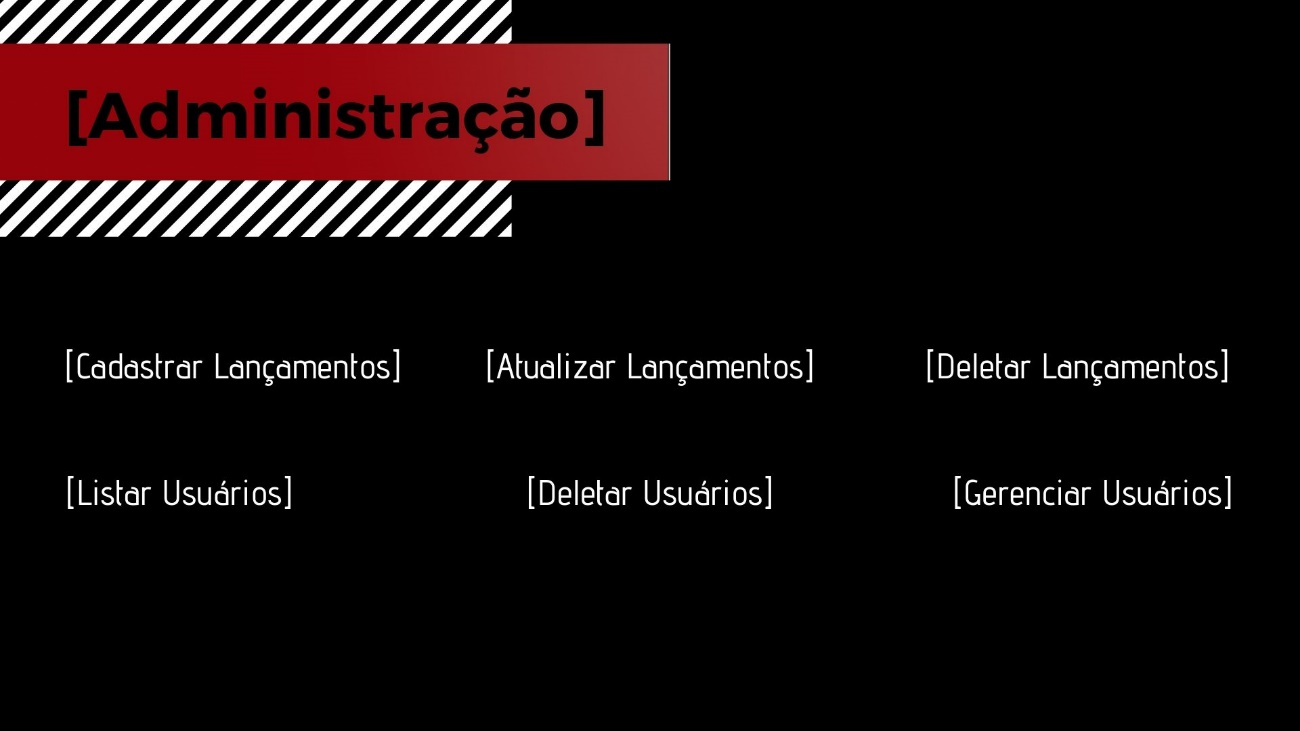 [Administração]
[Cadastrar Lançamentos] [Atualizar Lançamentos] [Deletar Lançamentos]
[Listar Usuários] [Deletar Usuários] [Gerenciar Usuários]